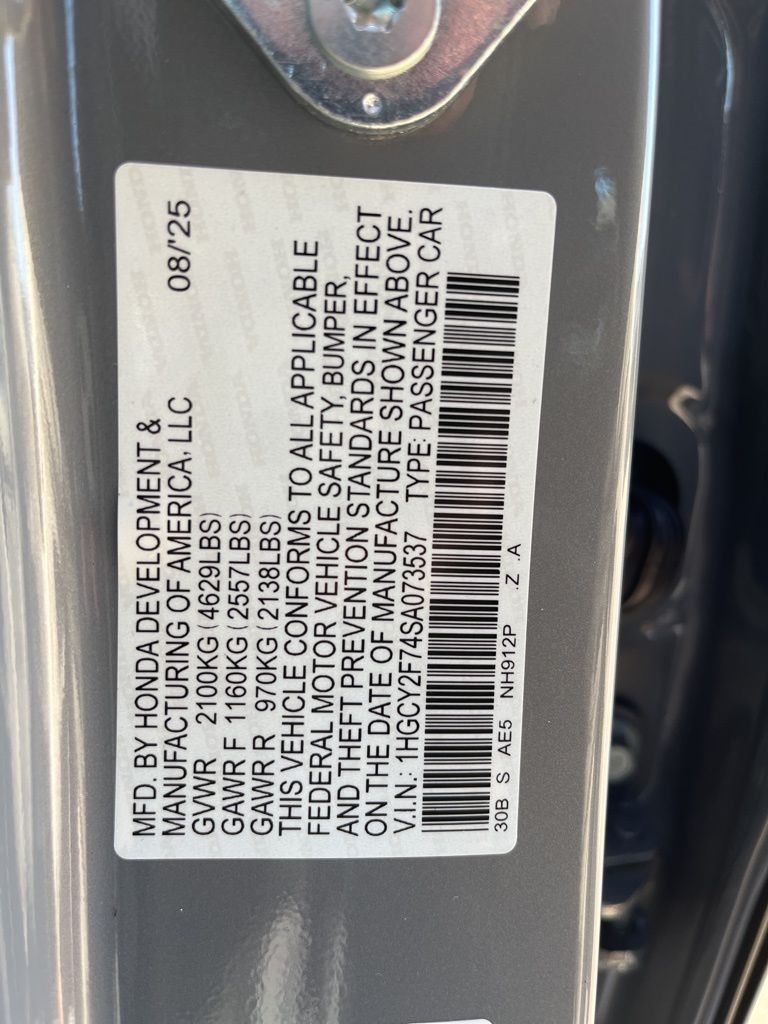 MFD. BY HONDA DEVELOPMENT &
MANUFACTURING OF AMERICA, LLC 08/'25
GVWR 2100KG (4629LBS)
GAWR F 1160KG (2557LBS)
GAWR R 970KG (2138LBS)
THIS VEHICLE CONFORMS TO ALL APPLICABLE
FEDERAL MOTOR VEHICLE SAFETY, BUMPER,
AND THEFT PREVENTION STANDARDS IN EFFECT
ON THE DATE OF MANUFACTURE SHOWN ABOVE.
V.I.N.: 1HGCY2F74SA073537 TYPE: PASSENGER CAR
30B S AE5 NH912P .Z .A